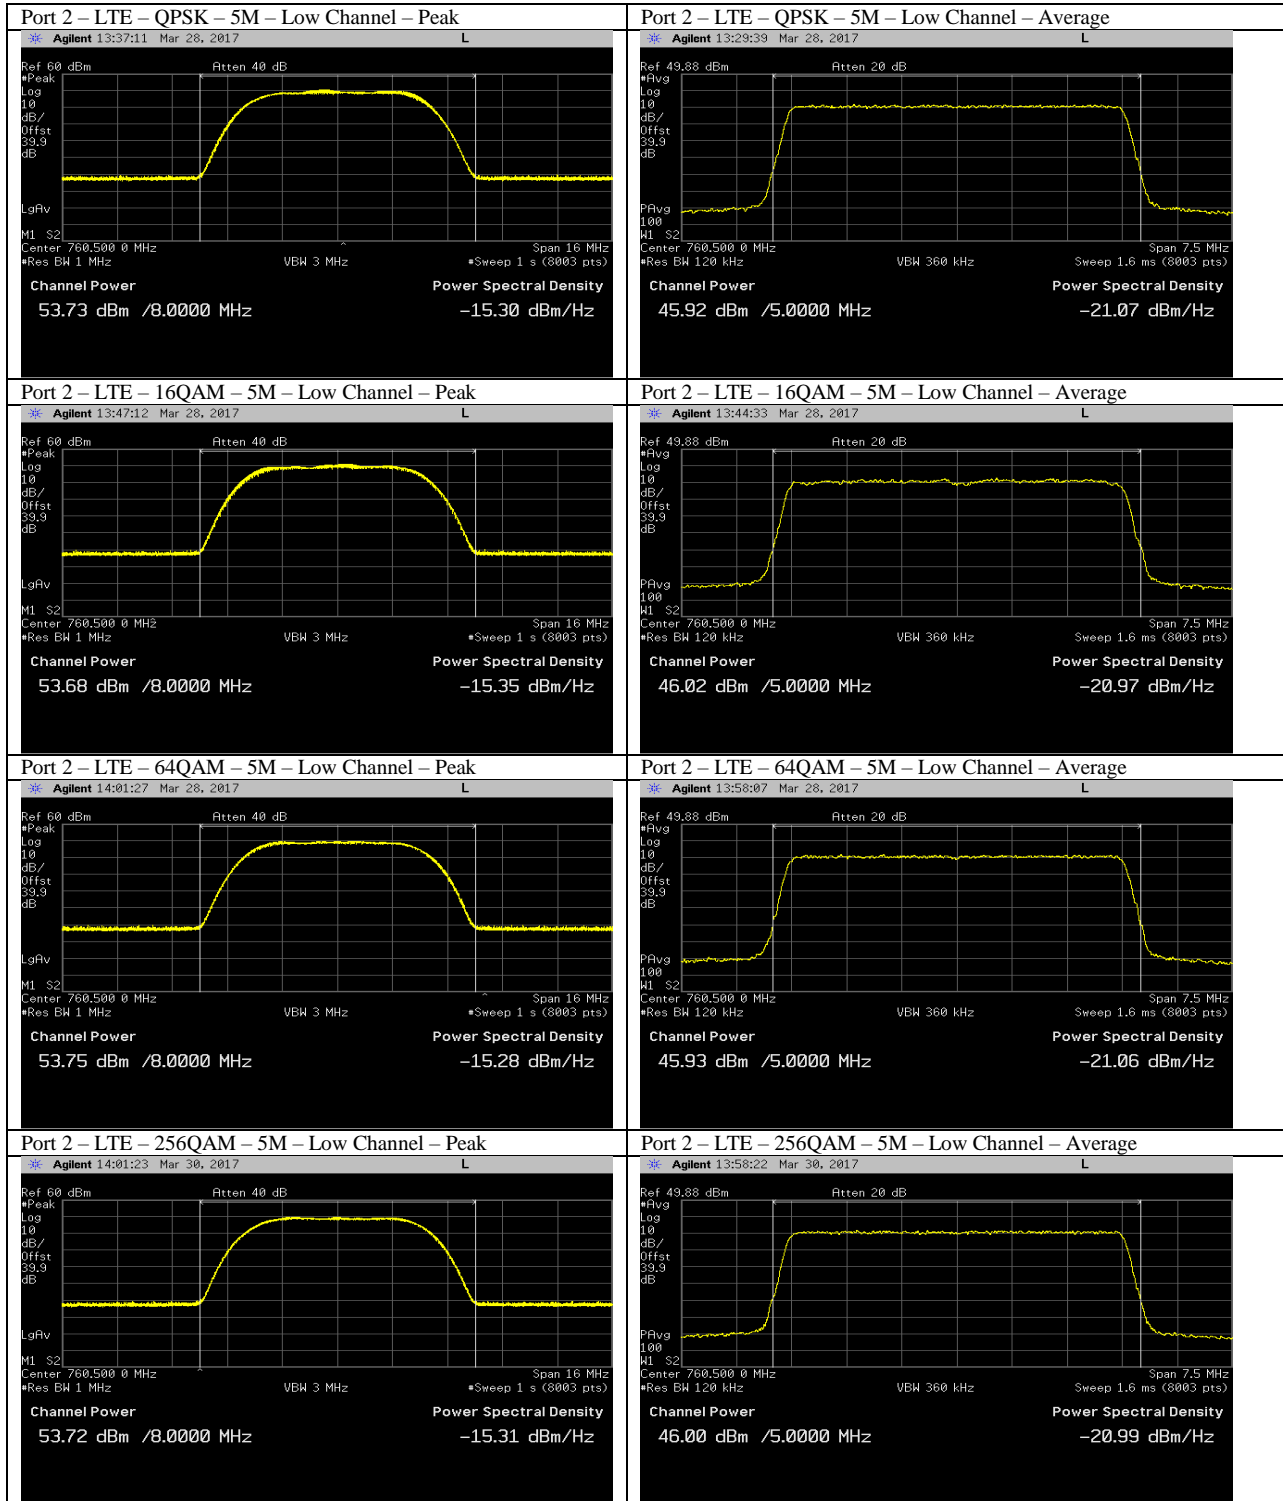 Port 2 – LTE – QPSK – 5M – Low Channel – Peak
Agilent 13:37:11 Mar 28, 2017 L
Ref 60 dBm Atten 40 dB
#Peak
Log
10
dB/
Offst
39.9
dB
LgAv
M1 S2
Center 760.500 0 MHz Span 16 MHz
#Res BW 1 MHz VBW 3 MHz #Sweep 1 s (8003 pts)
Channel Power Power Spectral Density
53.73 dBm /8.0000 MHz -15.30 dBm/Hz
Port 2 – LTE – QPSK – 5M – Low Channel – Average
Agilent 13:29:39 Mar 28, 2017 L
Ref 49.88 dBm Atten 20 dB
#Avg
Log
10
dB/
Offst
39.9
dB
PAvg
100
W1 S2
Center 760.500 0 MHz Span 7.5 MHz
#Res BW 120 kHz VBW 360 kHz Sweep 1.6 ms (8003 pts)
Channel Power Power Spectral Density
45.92 dBm /5.0000 MHz -21.07 dBm/Hz
Port 2 – LTE – 16QAM – 5M – Low Channel – Peak
Agilent 13:47:12 Mar 28, 2017 L
Ref 60 dBm Atten 40 dB
#Peak
Log
10
dB/
Offst
39.9
dB
LgAv
M1 S2
Center 760.500 0 MHz Span 16 MHz
#Res BW 1 MHz VBW 3 MHz #Sweep 1 s (8003 pts)
Channel Power Power Spectral Density
53.68 dBm /8.0000 MHz -15.35 dBm/Hz
Port 2 – LTE – 16QAM – 5M – Low Channel – Average
Agilent 13:44:33 Mar 28, 2017 L
Ref 49.88 dBm Atten 20 dB
#Avg
Log
10
dB/
Offst
39.9
dB
PAvg
100
W1 S2
Center 760.500 0 MHz Span 7.5 MHz
#Res BW 120 kHz VBW 360 kHz Sweep 1.6 ms (8003 pts)
Channel Power Power Spectral Density
46.02 dBm /5.0000 MHz -20.97 dBm/Hz
Port 2 – LTE – 64QAM – 5M – Low Channel – Peak
Agilent 14:01:27 Mar 28, 2017 L
Ref 60 dBm Atten 40 dB
#Peak
Log
10
dB/
Offst
39.9
dB
LgAv
M1 S2
Center 760.500 0 MHz Span 16 MHz
#Res BW 1 MHz VBW 3 MHz #Sweep 1 s (8003 pts)
Channel Power Power Spectral Density
53.75 dBm /8.0000 MHz -15.28 dBm/Hz
Port 2 – LTE – 64QAM – 5M – Low Channel – Average
Agilent 13:58:07 Mar 28, 2017 L
Ref 49.88 dBm Atten 20 dB
#Avg
Log
10
dB/
Offst
39.9
dB
PAvg
100
W1 S2
Center 760.500 0 MHz Span 7.5 MHz
#Res BW 120 kHz VBW 360 kHz Sweep 1.6 ms (8003 pts)
Channel Power Power Spectral Density
45.93 dBm /5.0000 MHz -21.06 dBm/Hz
Port 2 – LTE – 256QAM – 5M – Low Channel – Peak
Agilent 14:01:23 Mar 30, 2017 L
Ref 60 dBm Atten 40 dB
#Peak
Log
10
dB/
Offst
39.9
dB
LgAv
M1 S2
Center 760.500 0 MHz Span 16 MHz
#Res BW 1 MHz VBW 3 MHz #Sweep 1 s (8003 pts)
Channel Power Power Spectral Density
53.72 dBm /8.0000 MHz -15.31 dBm/Hz
Port 2 – LTE – 256QAM – 5M – Low Channel – Average
Agilent 13:58:22 Mar 30, 2017 L
Ref 49.88 dBm Atten 20 dB
#Avg
Log
10
dB/
Offst
39.9
dB
PAvg
100
W1 S2
Center 760.500 0 MHz Span 7.5 MHz
#Res BW 120 kHz VBW 360 kHz Sweep 1.6 ms (8003 pts)
Channel Power Power Spectral Density
46.00 dBm /5.0000 MHz -20.99 dBm/Hz